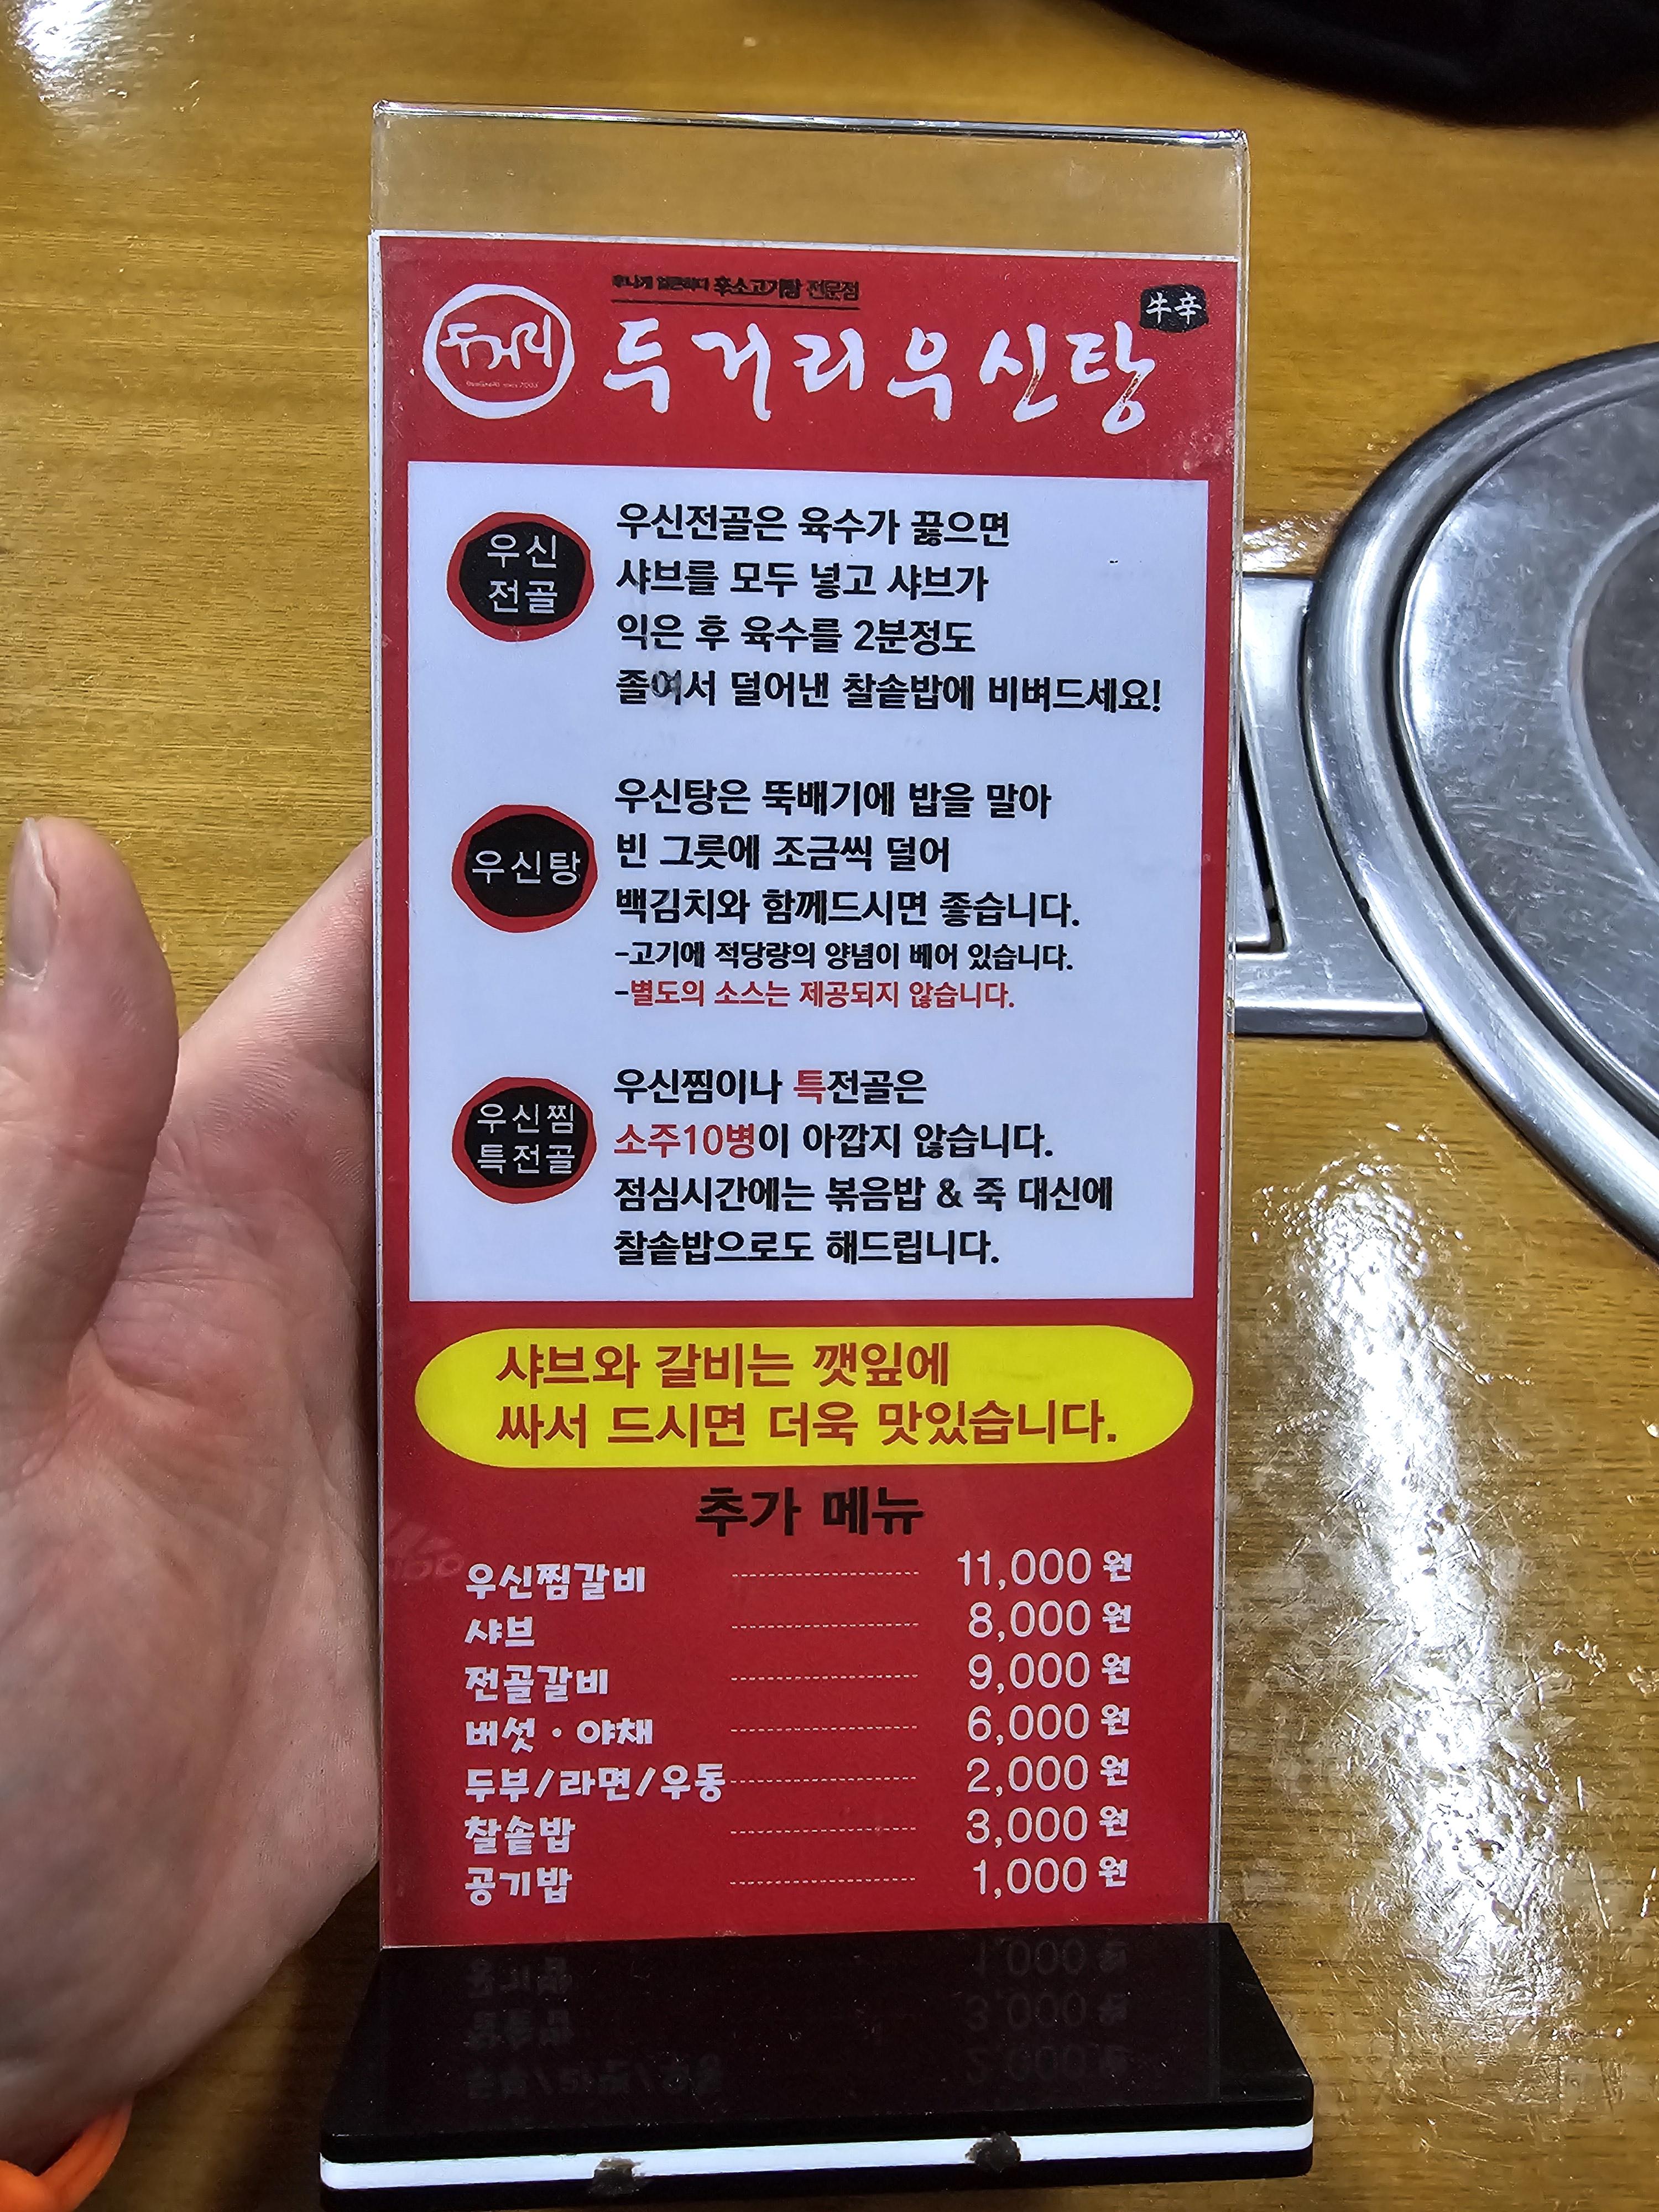 후소고기탕 전문점
두거리
두거리우신탕
牛辛
우신
전골
우신전골은 육수가 끓으면
샤브를 모두 넣고 샤브가
익은 후 육수를 2분정도
졸여서 덜어낸 찰솥밥에 비벼드세요!
우신탕
우신탕은 뚝배기에 밥을 말아
빈 그릇에 조금씩 덜어
백김치와 함께드시면 좋습니다.
-고기에 적당량의 양념이 베어 있습니다.
-별도의 소스는 제공되지 않습니다.
우신찜
특전골
우신찜이나 특전골은
소주10병이 아깝지 않습니다.
점심시간에는 볶음밥 & 죽 대신에
찰솥밥으로도 해드립니다.
샤브와 갈비는 깻잎에
싸서 드시면 더욱 맛있습니다.
추가 메뉴
우신찜갈비 11,000 원
샤브 8,000 원
전골갈비 9,000 원
버섯 · 야채 6,000 원
두부/라면/우동 2,000 원
찰솥밥 3,000 원
공기밥 1,000 원